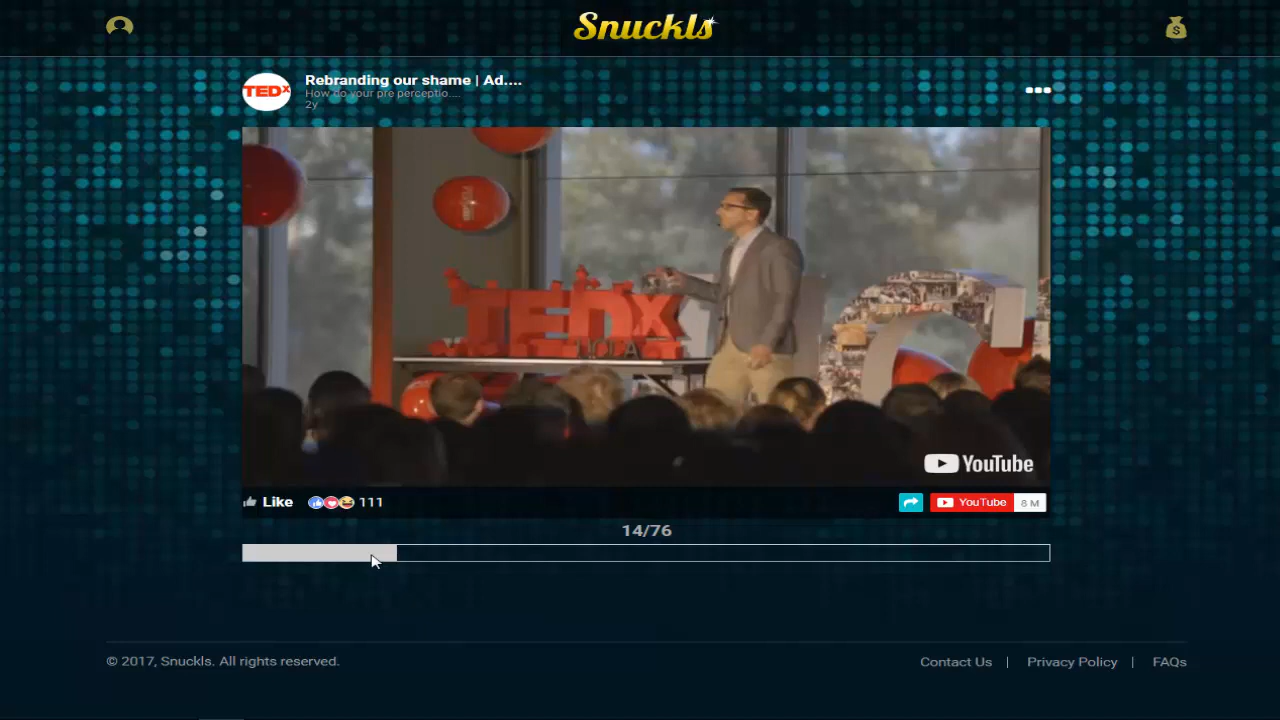 Snuckls
$
TEDx
Rebranding our shame | Ad....
How do your pre perceptio....
2y
TEDx
YouTube
Like
111
YouTube
8 M
14/76
© 2017, Snuckls. All rights reserved.
Contact Us | Privacy Policy | FAQs